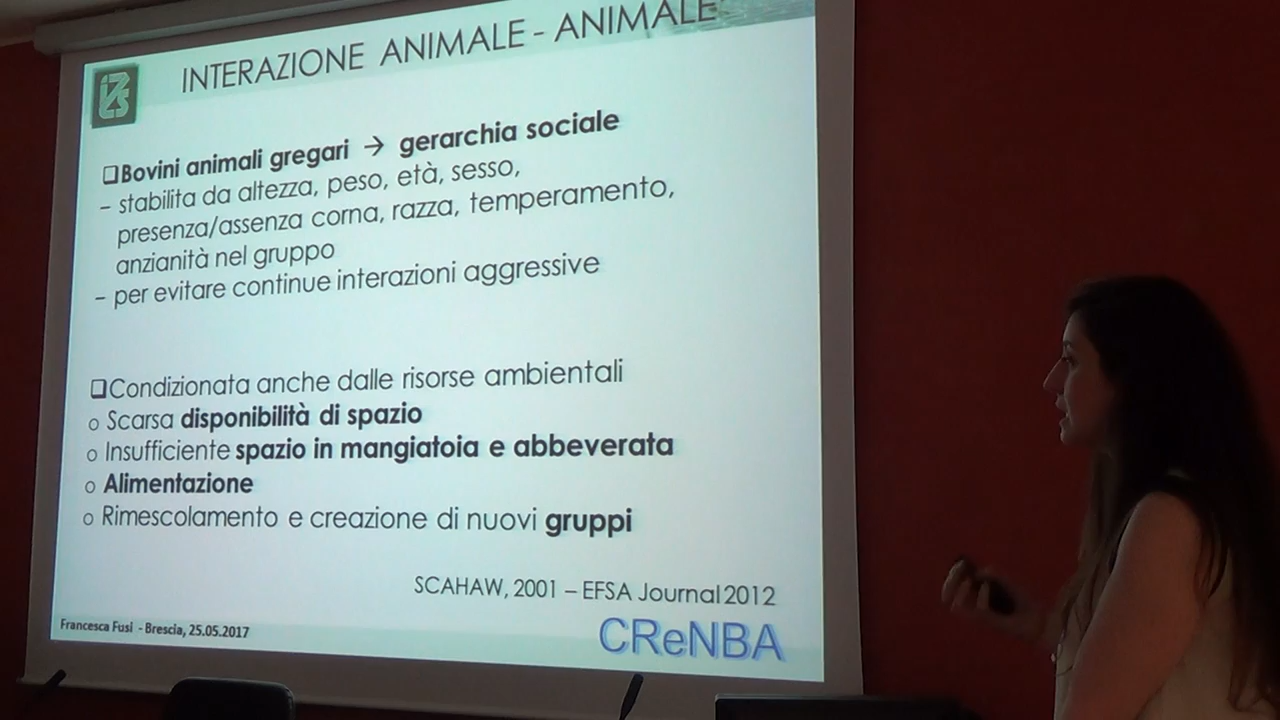 INTERAZIONE ANIMALE - ANIMALE
IZS
❑Bovini animali gregari → gerarchia sociale
– stabilita da altezza, peso, età, sesso,
presenza/assenza corna, razza, temperamento,
anzianità nel gruppo
– per evitare continue interazioni aggressive
❑Condizionata anche dalle risorse ambientali
o Scarsa disponibilità di spazio
o Insufficiente spazio in mangiatoia e abbeverata
o Alimentazione
o Rimescolamento e creazione di nuovi gruppi
SCAHAW, 2001 – EFSA Journal 2012
Francesca Fusi - Brescia, 25.05.2017
CReNBA